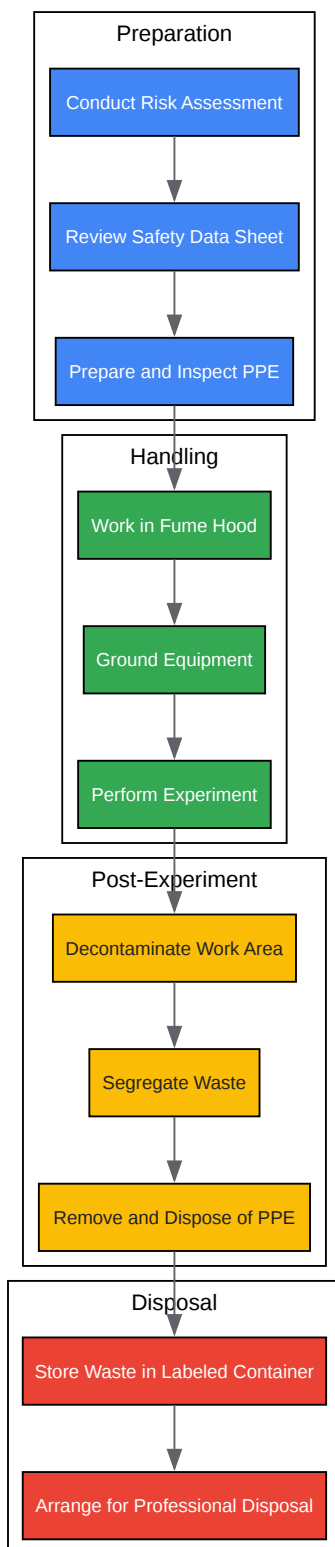 Preparation
Conduct Risk Assessment
Review Safety Data Sheet
Prepare and Inspect PPE
Handling
Work in Fume Hood
Ground Equipment
Perform Experiment
Post-Experiment
Decontaminate Work Area
Segregate Waste
Remove and Dispose of PPE
Disposal
Store Waste in Labeled Container
Arrange for Professional Disposal